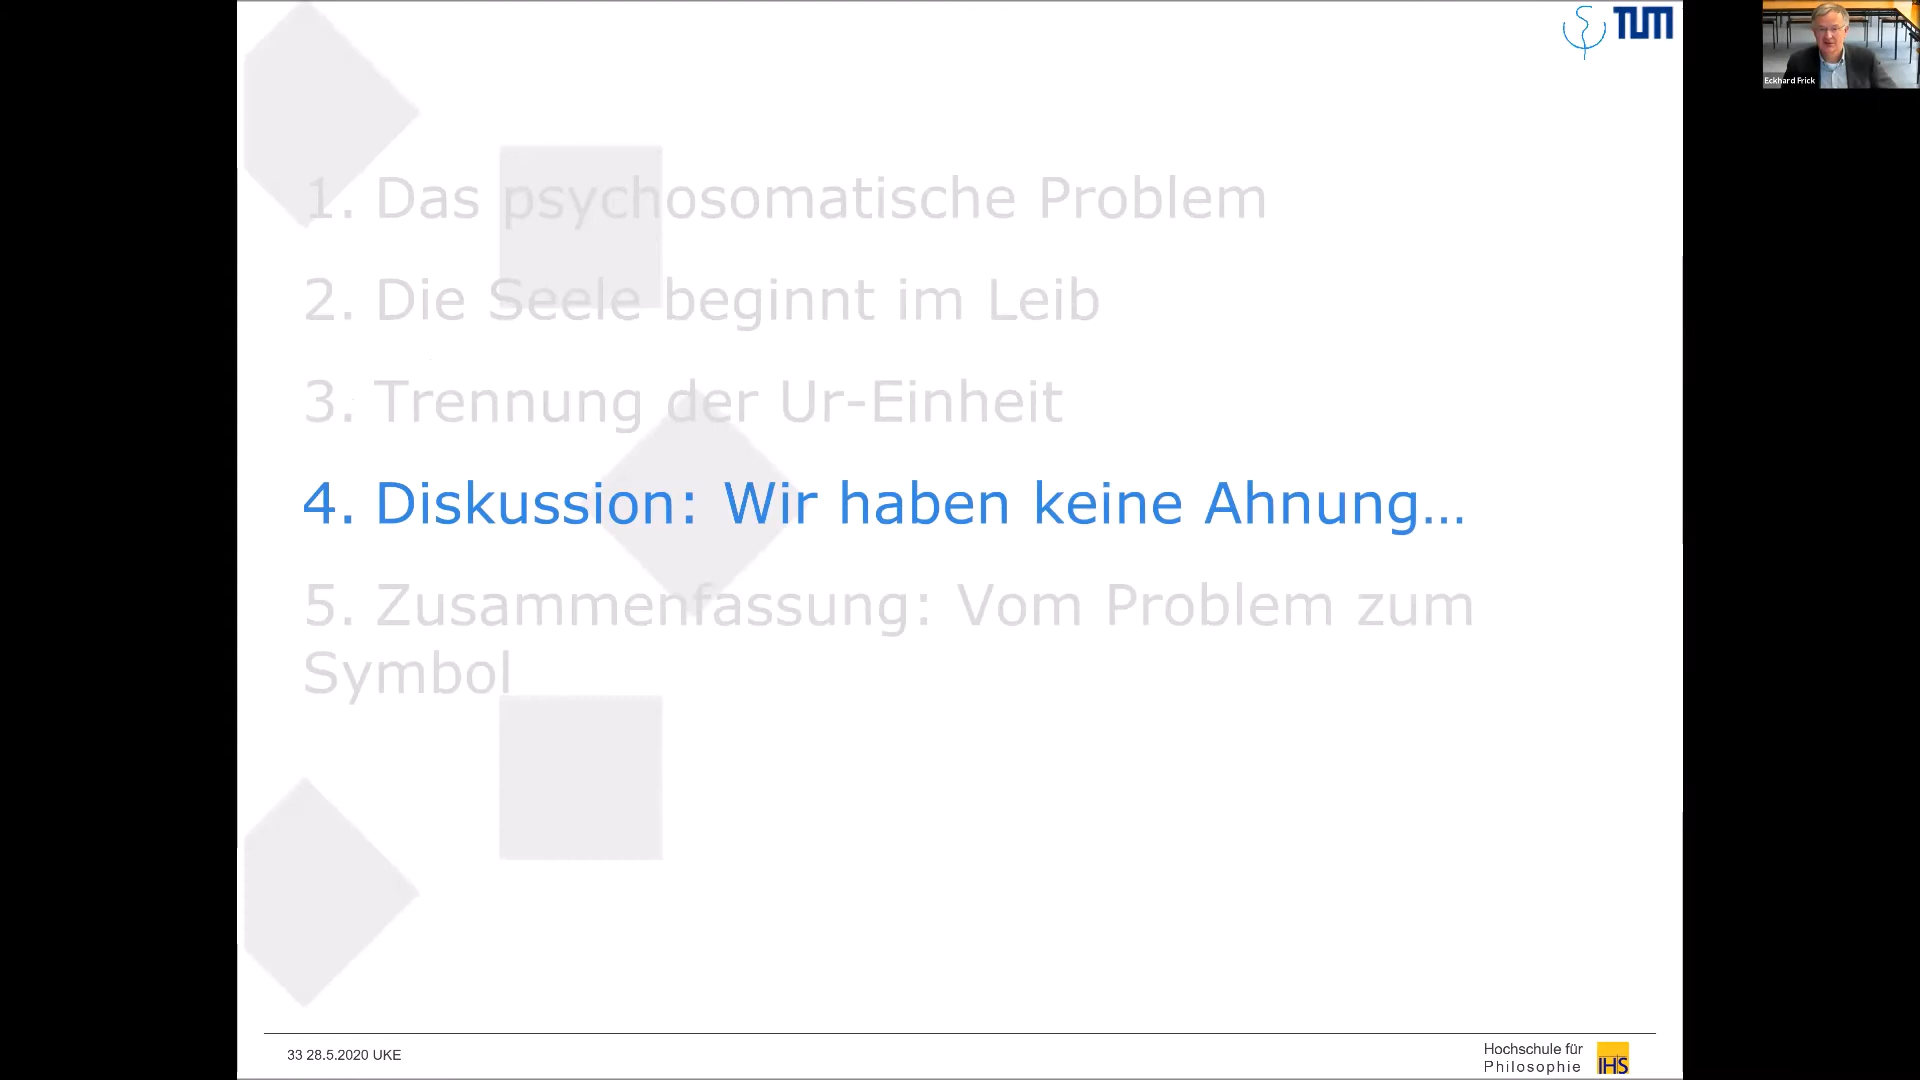 TUM
Eckhard Frick
1. Das psychosomatische Problem
2. Die Seele beginnt im Leib
3. Trennung der Ur-Einheit
4. Diskussion: Wir haben keine Ahnung...
5. Zusammenfassung: Vom Problem zum
Symbol
33 28.5.2020 UKE
Hochschule für
Philosophie
IHS